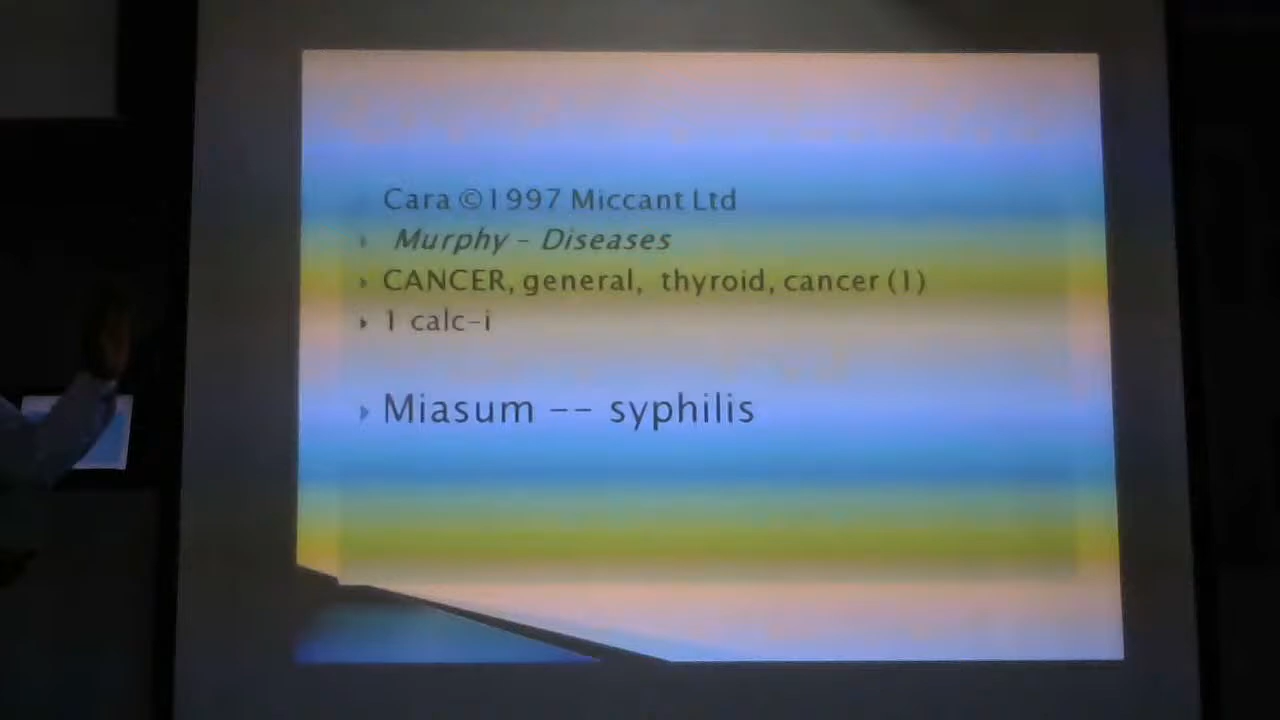 Cara ©1997 Miccant Ltd
Murphy - Diseases
CANCER, general, thyroid, cancer (1)
1 calc-i
Miasum -- syphilis